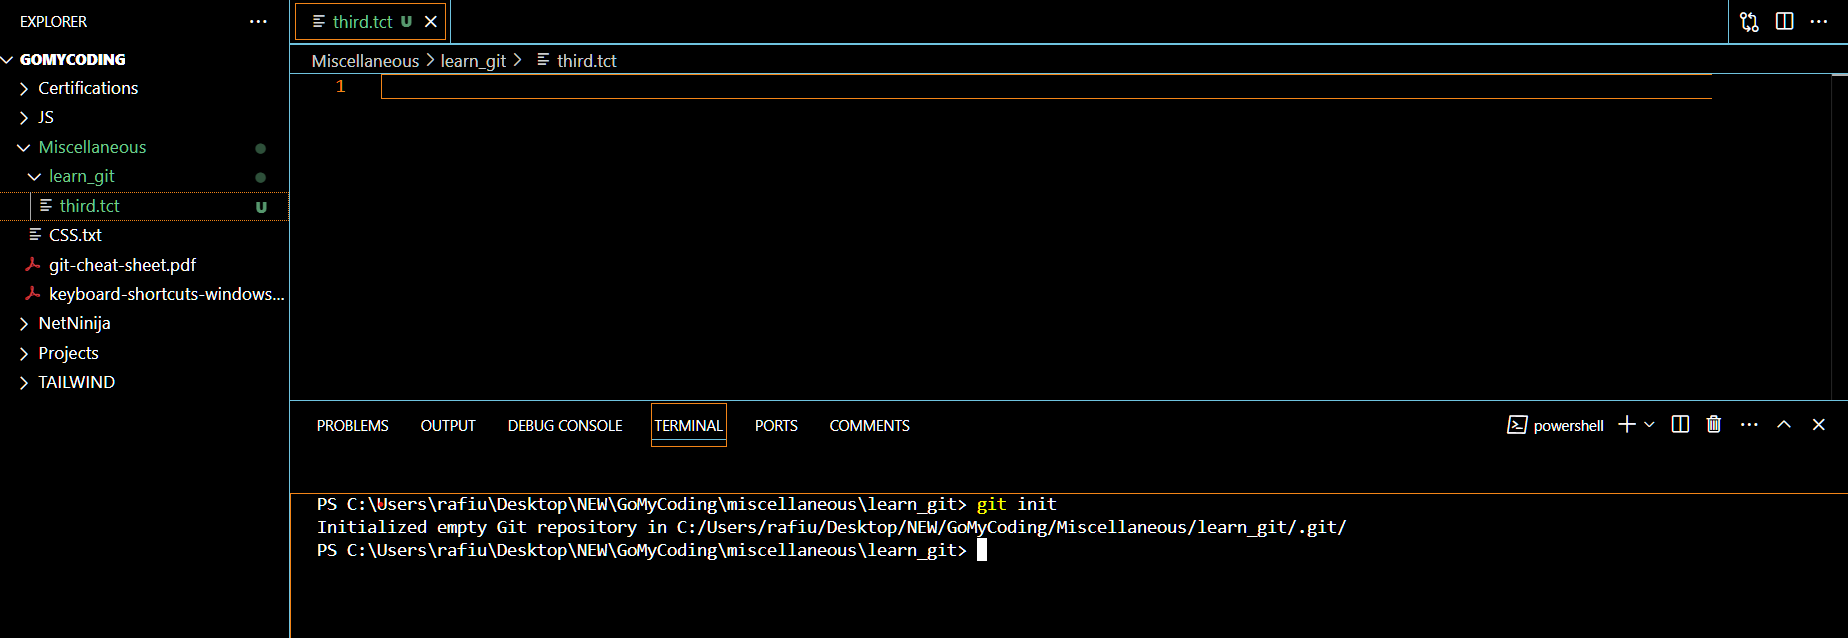 EXPLORER
GOMYCODING
Certifications
JS
Miscellaneous
learn_git
third.tct U
CSS.txt
git-cheat-sheet.pdf
keyboard-shortcuts-windows...
NetNinija
Projects
TAILWIND
third.tct U
Miscellaneous > learn_git > third.tct
1
PROBLEMS OUTPUT DEBUG CONSOLE TERMINAL PORTS COMMENTS
powershell
PS C:\Users\rafiu\Desktop\NEW\GoMyCoding\miscellaneous\learn_git> git init
Initialized empty Git repository in C:/Users/rafiu/Desktop/NEW/GoMyCoding/Miscellaneous/learn_git/.git/
PS C:\Users\rafiu\Desktop\NEW\GoMyCoding\miscellaneous\learn_git>